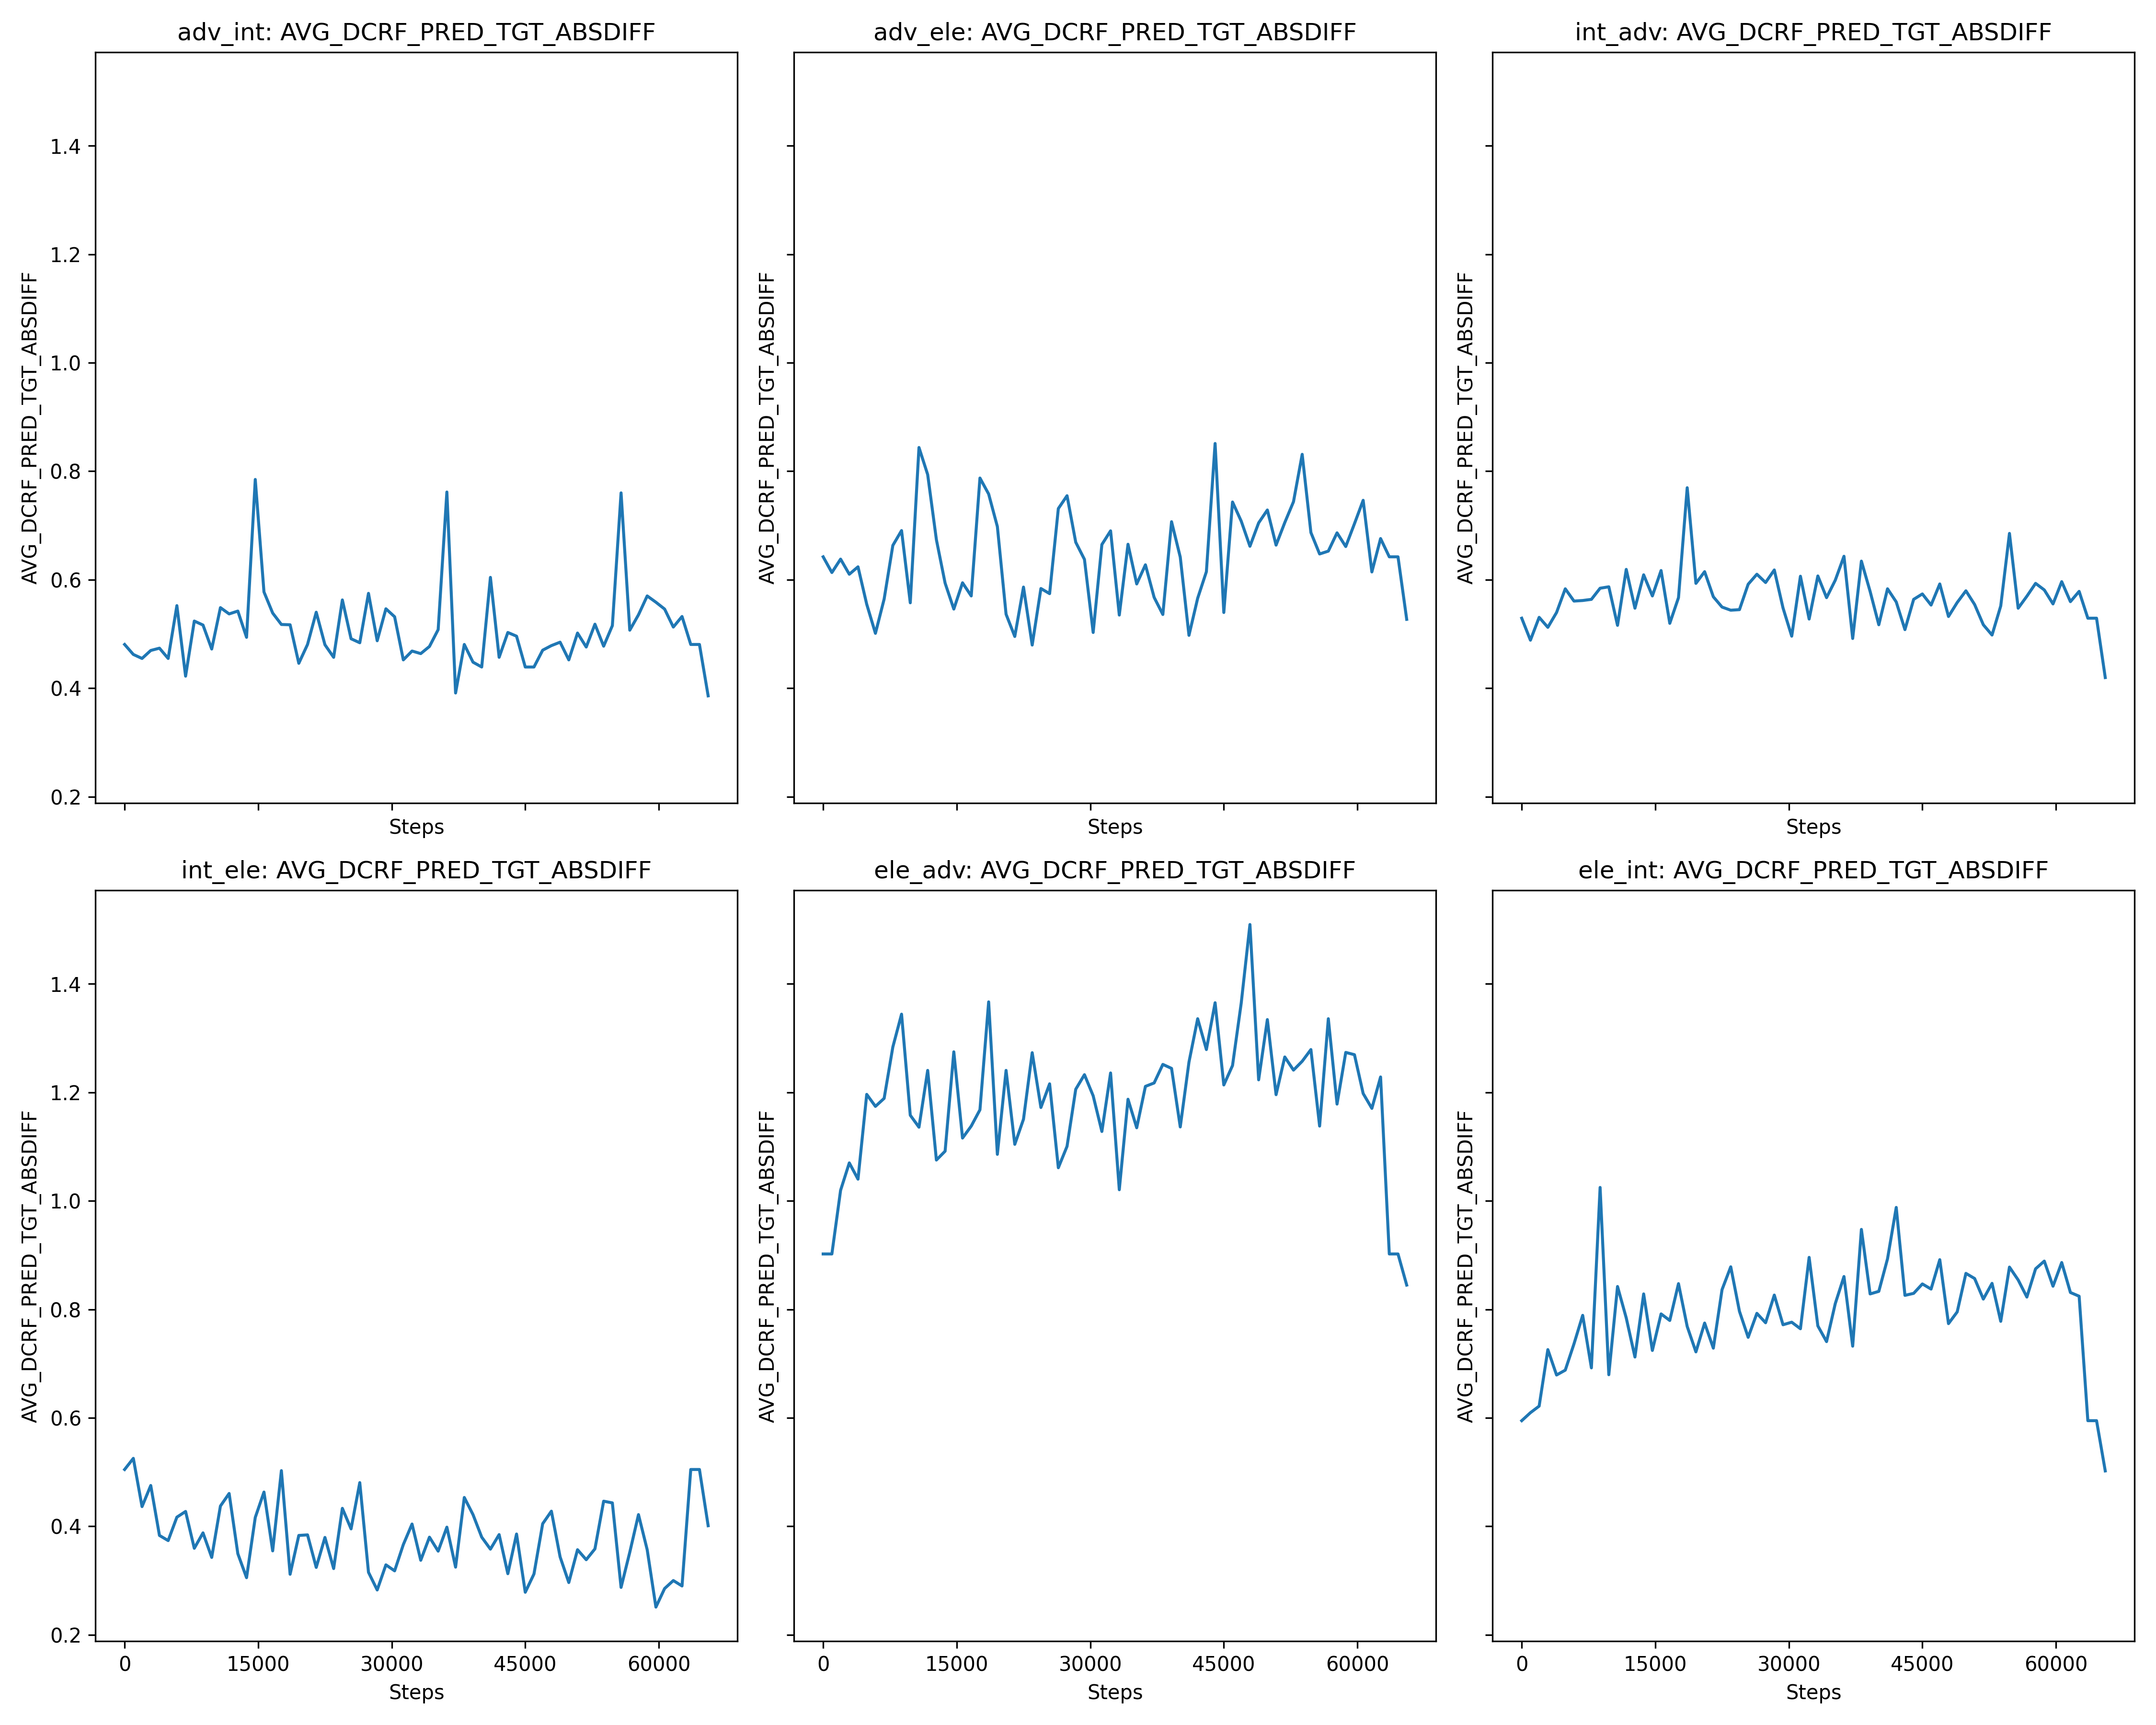 adv_int: AVG_DCRF_PRED_TGT_ABSDIFF
adv_ele: AVG_DCRF_PRED_TGT_ABSDIFF
int_adv: AVG_DCRF_PRED_TGT_ABSDIFF
AVG_DCRF_PRED_TGT_ABSDIFF
1.4
1.2
1.0
0.8
0.6
0.4
0.2
Steps
AVG_DCRF_PRED_TGT_ABSDIFF
Steps
AVG_DCRF_PRED_TGT_ABSDIFF
Steps
int_ele: AVG_DCRF_PRED_TGT_ABSDIFF
ele_adv: AVG_DCRF_PRED_TGT_ABSDIFF
ele_int: AVG_DCRF_PRED_TGT_ABSDIFF
AVG_DCRF_PRED_TGT_ABSDIFF
1.4
1.2
1.0
0.8
0.6
0.4
0.2
0 15000 30000 45000 60000
Steps
AVG_DCRF_PRED_TGT_ABSDIFF
0 15000 30000 45000 60000
Steps
AVG_DCRF_PRED_TGT_ABSDIFF
0 15000 30000 45000 60000
Steps